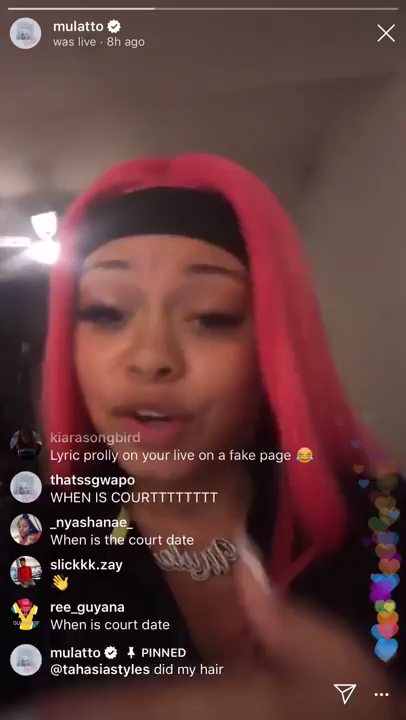 mulatto
was live · 8h ago
kiarasongbird
Lyric prolly on your live on a fake page 😂
thatssgwapo
WHEN IS COURTTTTTTTT
_nyashanae_
When is the court date
slickkk.zay
👋
ree_guyana
When is court date
mulatto PINNED
@tahasiastyles did my hair